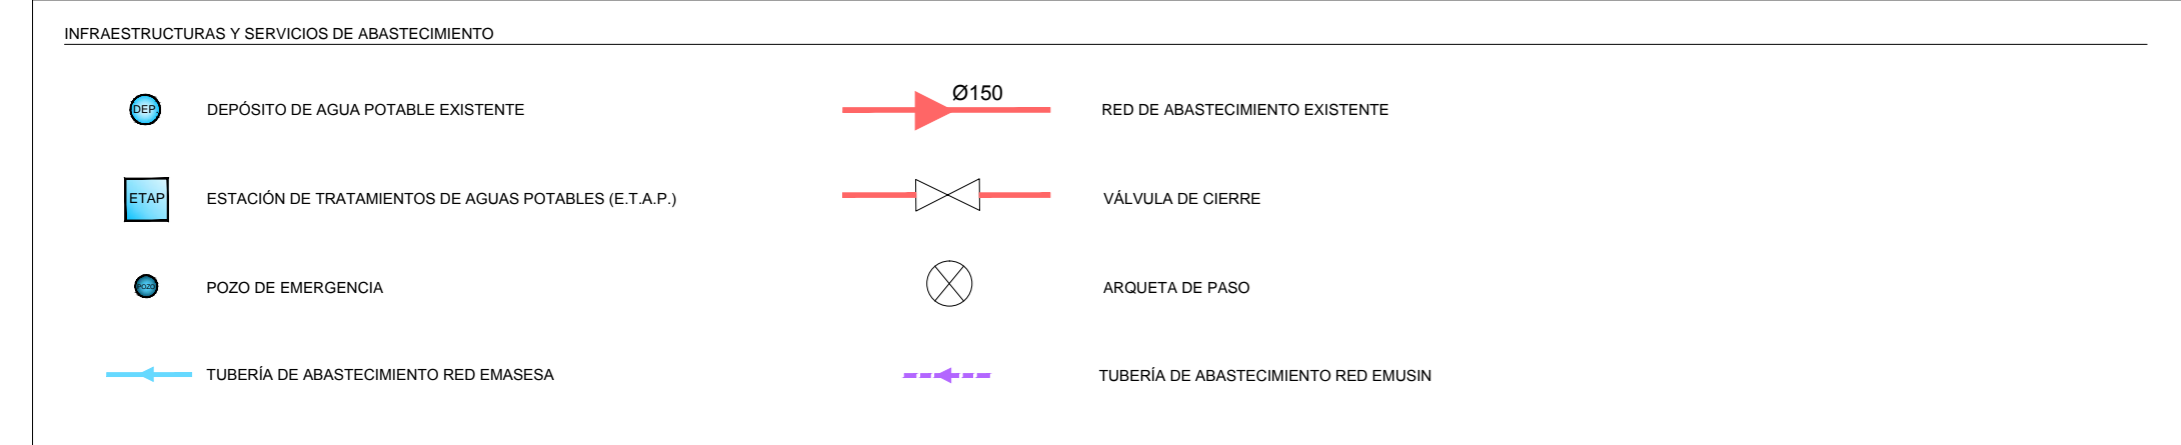 INFRAESTRUCTURAS Y SERVICIOS DE ABASTECIMIENTO
DEP.
DEPÓSITO DE AGUA POTABLE EXISTENTE
Ø150
RED DE ABASTECIMIENTO EXISTENTE
ETAP
ESTACIÓN DE TRATAMIENTOS DE AGUAS POTABLES (E.T.A.P.)
VÁLVULA DE CIERRE
POZO
POZO DE EMERGENCIA
ARQUETA DE PASO
TUBERÍA DE ABASTECIMIENTO RED EMASESA
TUBERÍA DE ABASTECIMIENTO RED EMUSIN